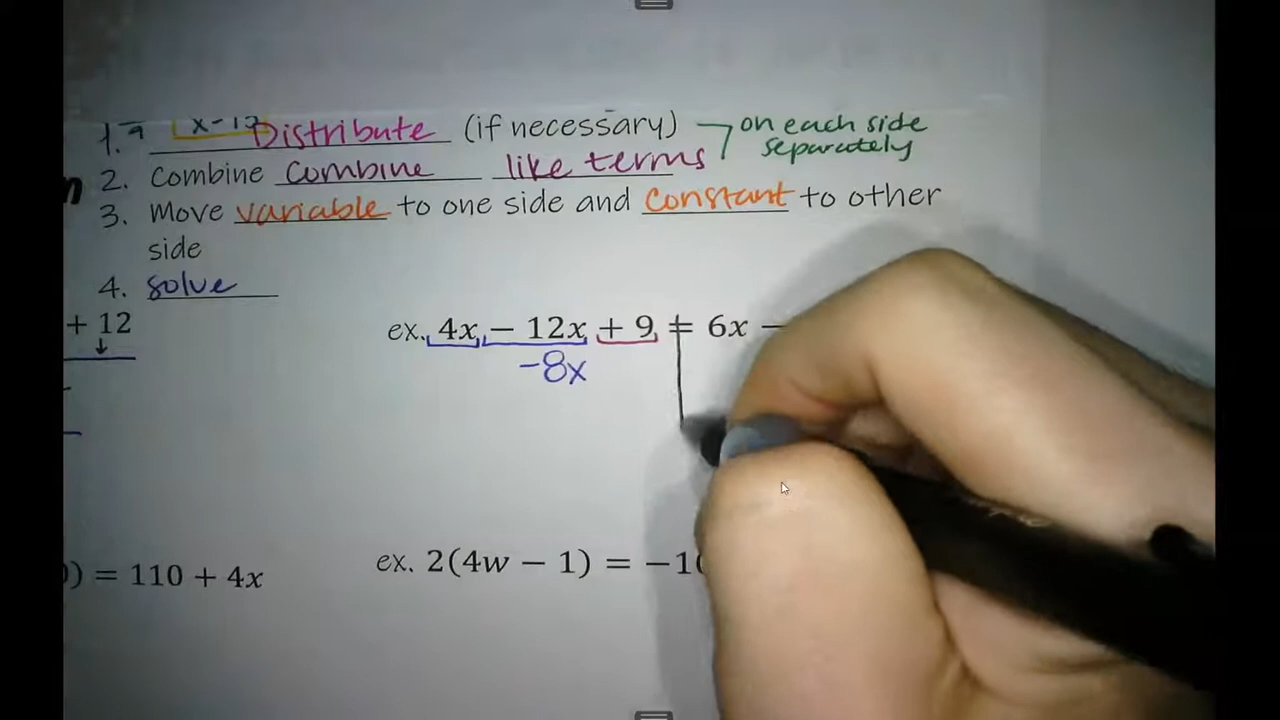 1. 9 x-12 Distribute (if necessary) on each side
separately
2. Combine Combine like terms
3. Move variable to one side and constant to other
side
4. solve
+ 12
ex. 4x - 12x + 9 = 6x -
-8x
) = 110 + 4x
ex. 2(4w - 1) = -1